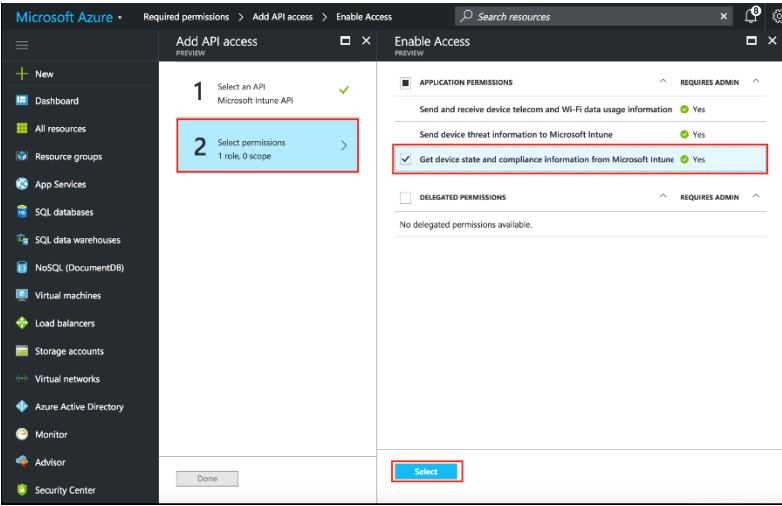 Microsoft Azure Required permissions > Add API access > Enable Access Search resources 8
Add API access
PREVIEW
Enable Access
PREVIEW
New
Dashboard
All resources
Resource groups
App Services
SQL databases
SQL data warehouses
NoSQL (DocumentDB)
Virtual machines
Load balancers
Storage accounts
Virtual networks
Azure Active Directory
Monitor
Advisor
Security Center
1 Select an API
Microsoft Intune API
2 Select permissions
1 role, 0 scope
Done
APPLICATION PERMISSIONS REQUIRES ADMIN
Send and receive device telecom and Wi-Fi data usage information Yes
Send device threat information to Microsoft Intune Yes
Get device state and compliance information from Microsoft Intune Yes
DELEGATED PERMISSIONS REQUIRES ADMIN
No delegated permissions available.
Select